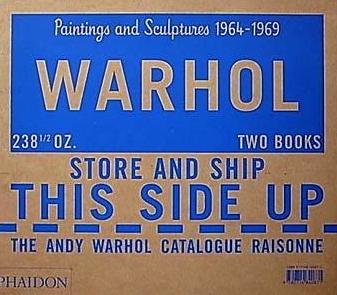 Paintings and Sculptures 1964-1969
WARHOL
238 1/2 OZ.
TWO BOOKS
STORE AND SHIP
THIS SIDE UP
THE ANDY WARHOL CATALOGUE RAISONNE
PHAIDON